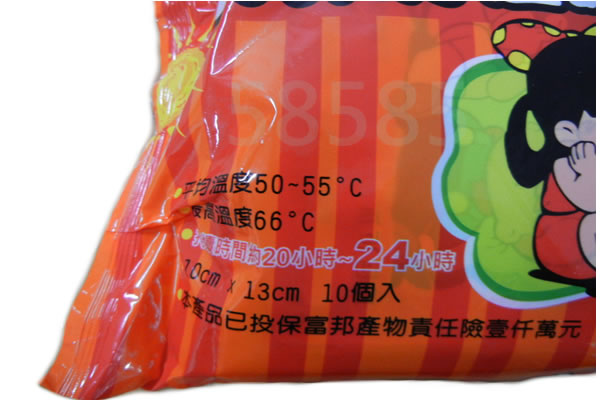 58585
平均溫度50~55°C
最高溫度66°C
持續時間約20小時~24小時
10cm x 13cm 10個入
本產品已投保富邦產物責任險壹仟萬元